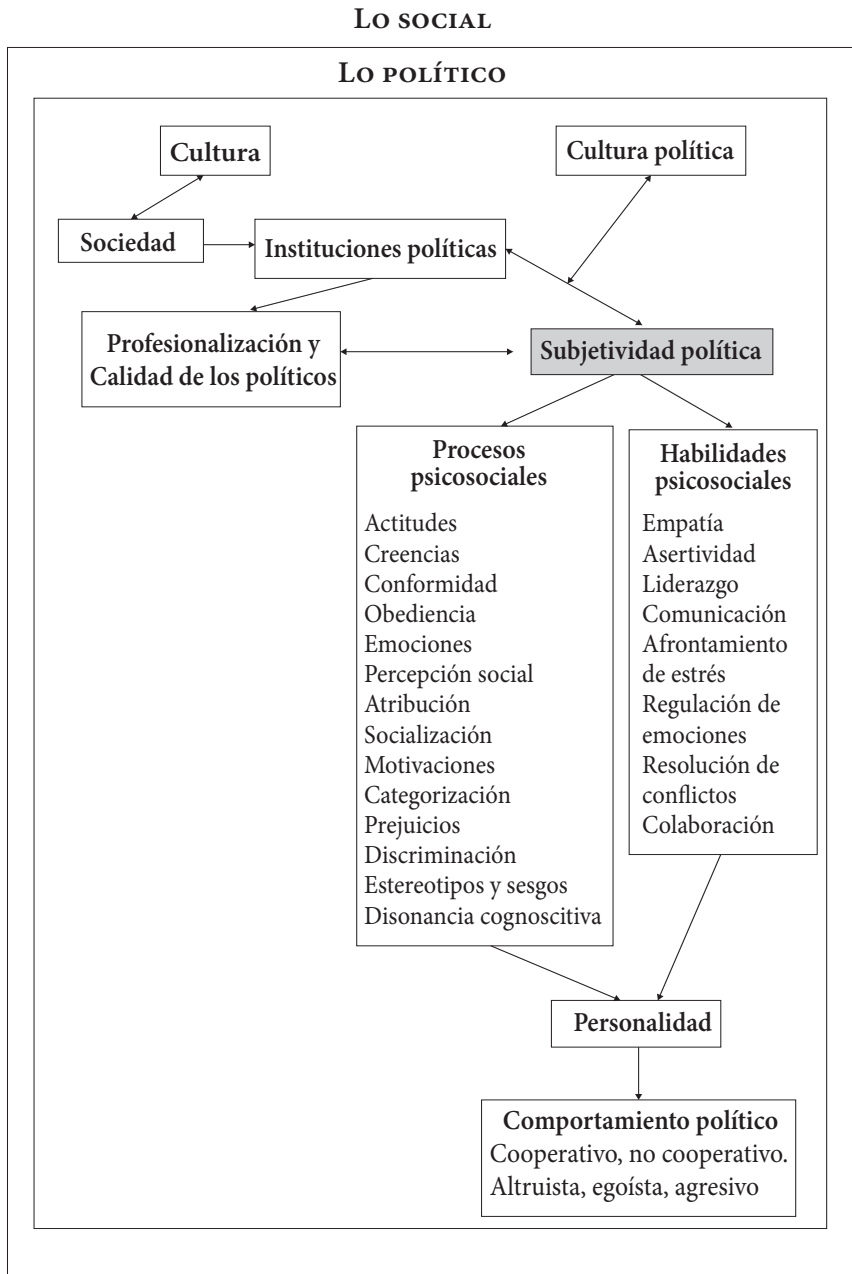 Lo social
Lo político
Cultura
Cultura política
Sociedad
Instituciones políticas
Profesionalización y
Calidad de los políticos
Subjetividad política
Procesos
psicosociales
Actitudes
Creencias
Conformidad
Obediencia
Emociones
Percepción social
Atribución
Socialización
Motivaciones
Categorización
Prejuicios
Discriminación
Estereotipos y sesgos
Disonancia cognoscitiva
Habilidades
psicosociales
Empatía
Asertividad
Liderazgo
Comunicación
Afrontamiento
de estrés
Regulación de
emociones
Resolución de
conflictos
Colaboración
Personalidad
Comportamiento político
Cooperativo, no cooperativo.
Altruista, egoísta, agresivo